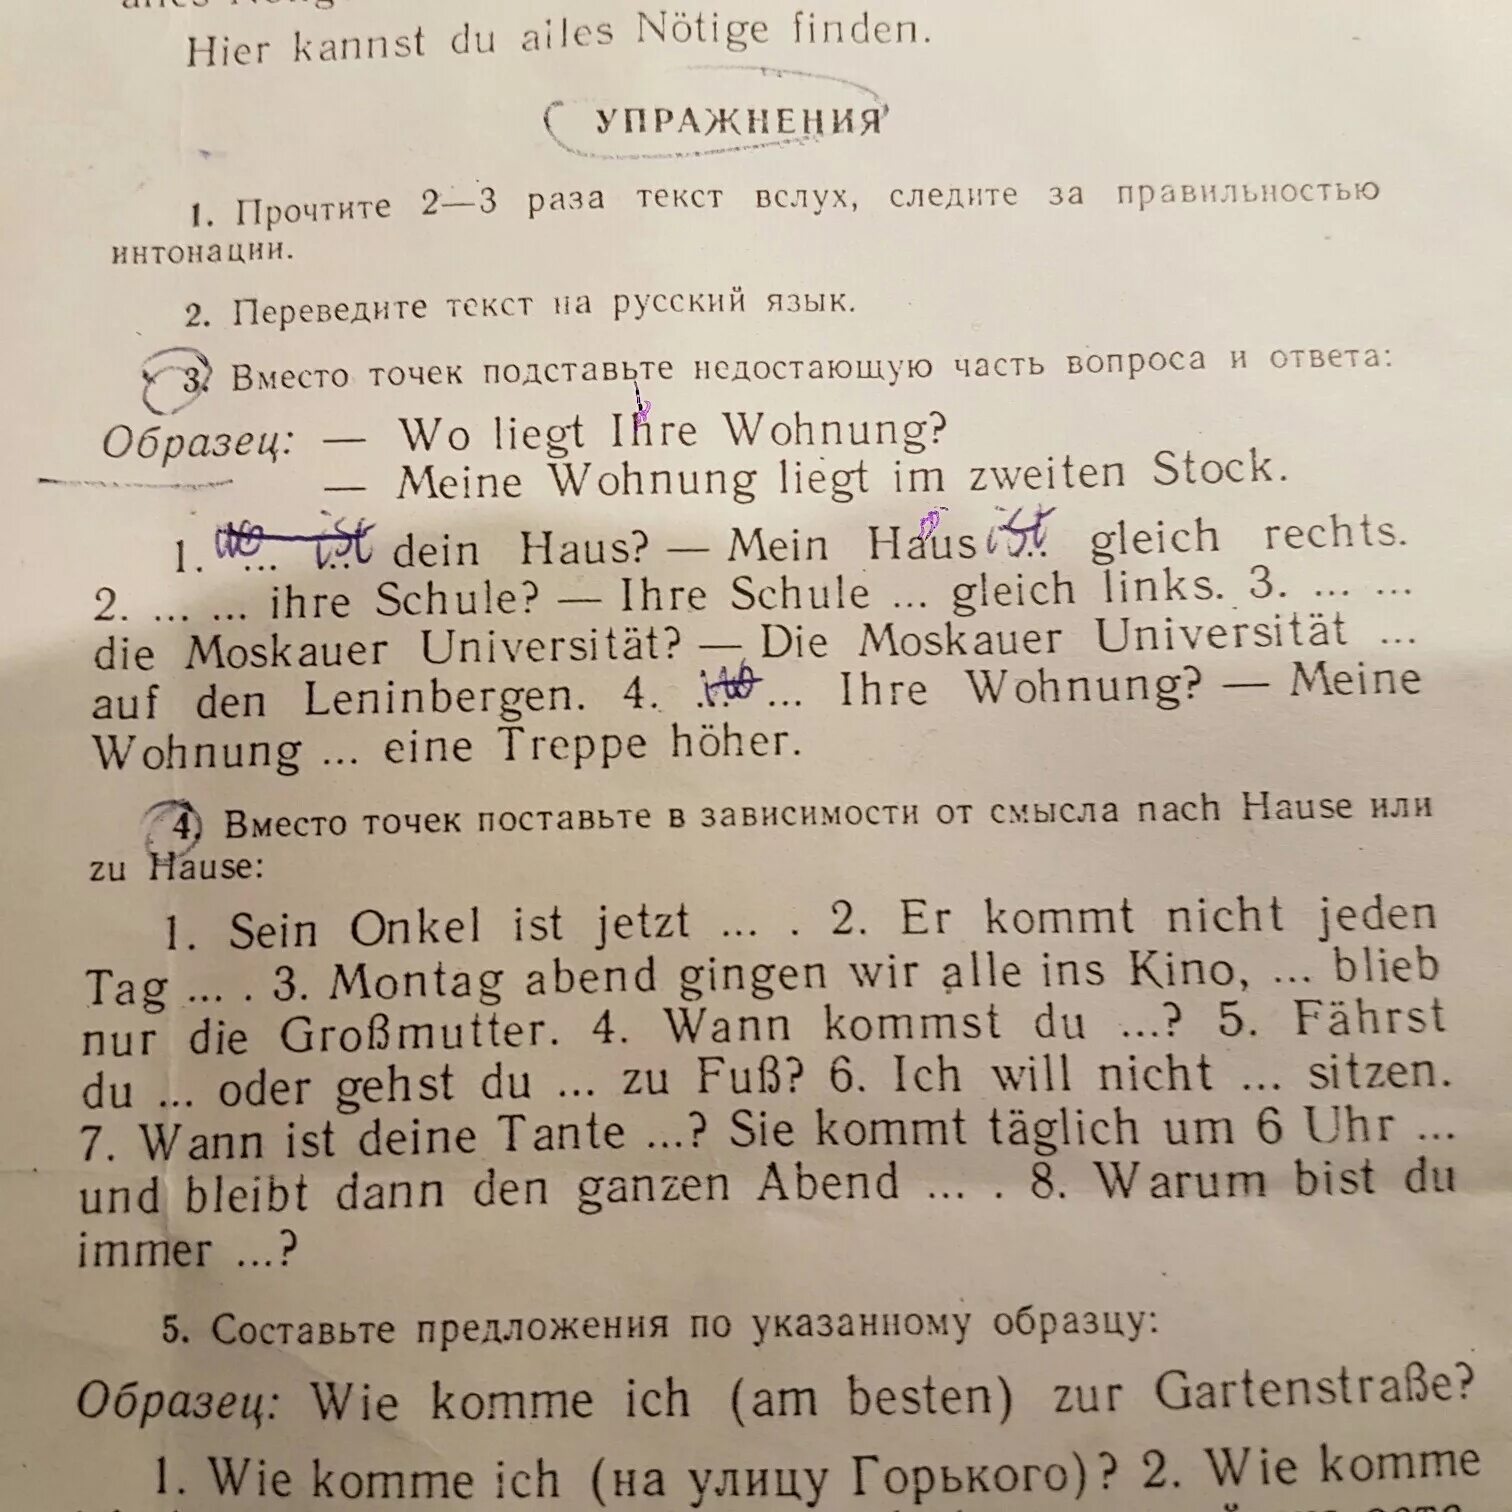 Hier kannst du ailes Nötige finden.
УПРАЖНЕНИЯ
1. Прочтите 2—3 раза текст вслух, следите за правильностью
интонации.
2. Переведите текст на русский язык.
3. Вместо точек подставьте недостающую часть вопроса и ответа:
Образец: — Wo liegt Ihre Wohnung?
— Meine Wohnung liegt im zweiten Stock.
1. wo ... ist ... dein Haus? — Mein Haus ist ... gleich rechts.
2. ... ... ihre Schule? — Ihre Schule ... gleich links. 3. ... ...
die Moskauer Universität? — Die Moskauer Universität ...
auf den Leninbergen. 4. ... ... Ihre Wohnung? — Meine
Wohnung ... eine Treppe höher.
4. Вместо точек поставьте в зависимости от смысла nach Hause или
zu Hause:
1. Sein Onkel ist jetzt ... . 2. Er kommt nicht jeden
Tag ... . 3. Montag abend gingen wir alle ins Kino, ... blieb
nur die Großmutter. 4. Wann kommst du ...? 5. Fährst
du ... oder gehst du ... zu Fuß? 6. Ich will nicht ... sitzen.
7. Wann ist deine Tante ...? Sie kommt täglich um 6 Uhr ...
und bleibt dann den ganzen Abend ... . 8. Warum bist du
immer ...?
5. Составьте предложения по указанному образцу:
Образец: Wie komme ich (am besten) zur Gartenstraße?
1. Wie komme ich (на улицу Горького)? 2. Wie komme